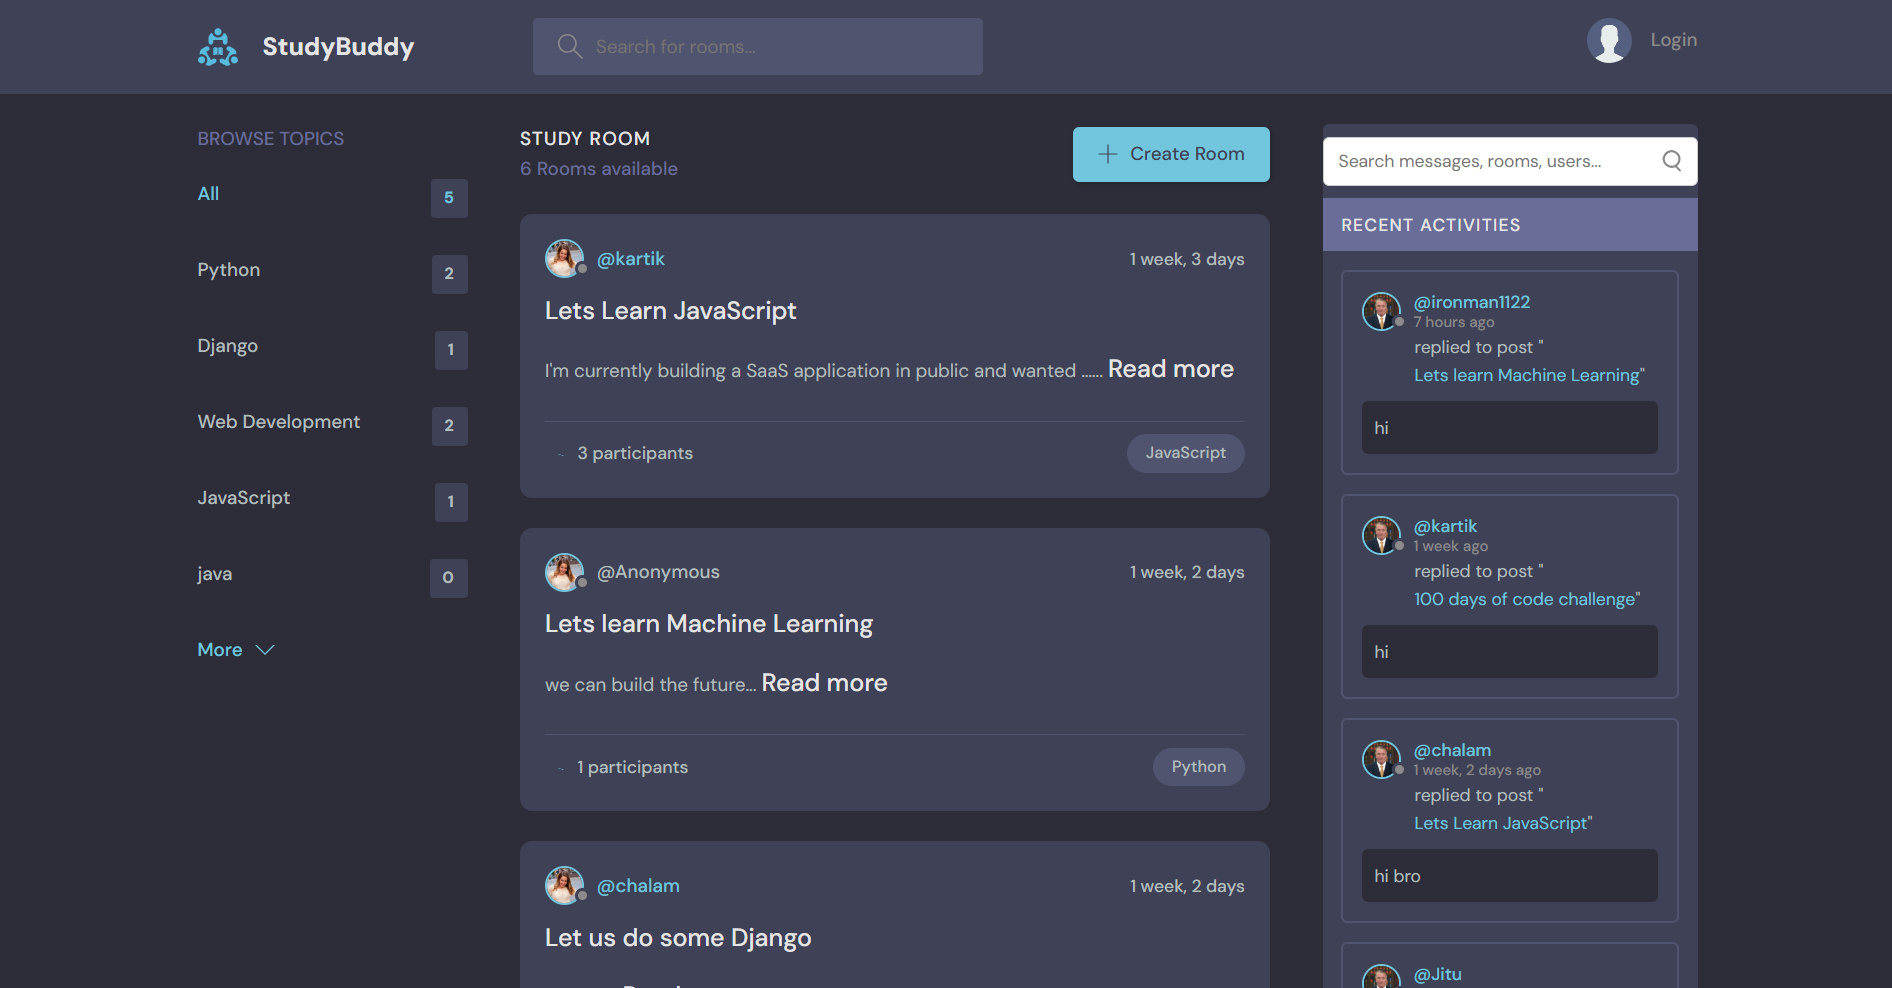 StudyBuddy
Search for rooms...
Login
BROWSE TOPICS
All 5
Python 2
Django 1
Web Development 2
JavaScript 1
java 0
More
STUDY ROOM
6 Rooms available
Create Room
@kartik 1 week, 3 days
Lets Learn JavaScript
I'm currently building a SaaS application in public and wanted ...... Read more
3 participants JavaScript
@Anonymous 1 week, 2 days
Lets learn Machine Learning
we can build the future... Read more
1 participants Python
@chalam 1 week, 2 days
Let us do some Django
Search messages, rooms, users...
RECENT ACTIVITIES
@ironman1122
7 hours ago
replied to post "
Lets learn Machine Learning"
hi
@kartik
1 week ago
replied to post "
100 days of code challenge"
hi
@chalam
1 week, 2 days ago
replied to post "
Lets Learn JavaScript"
hi bro
@Jitu